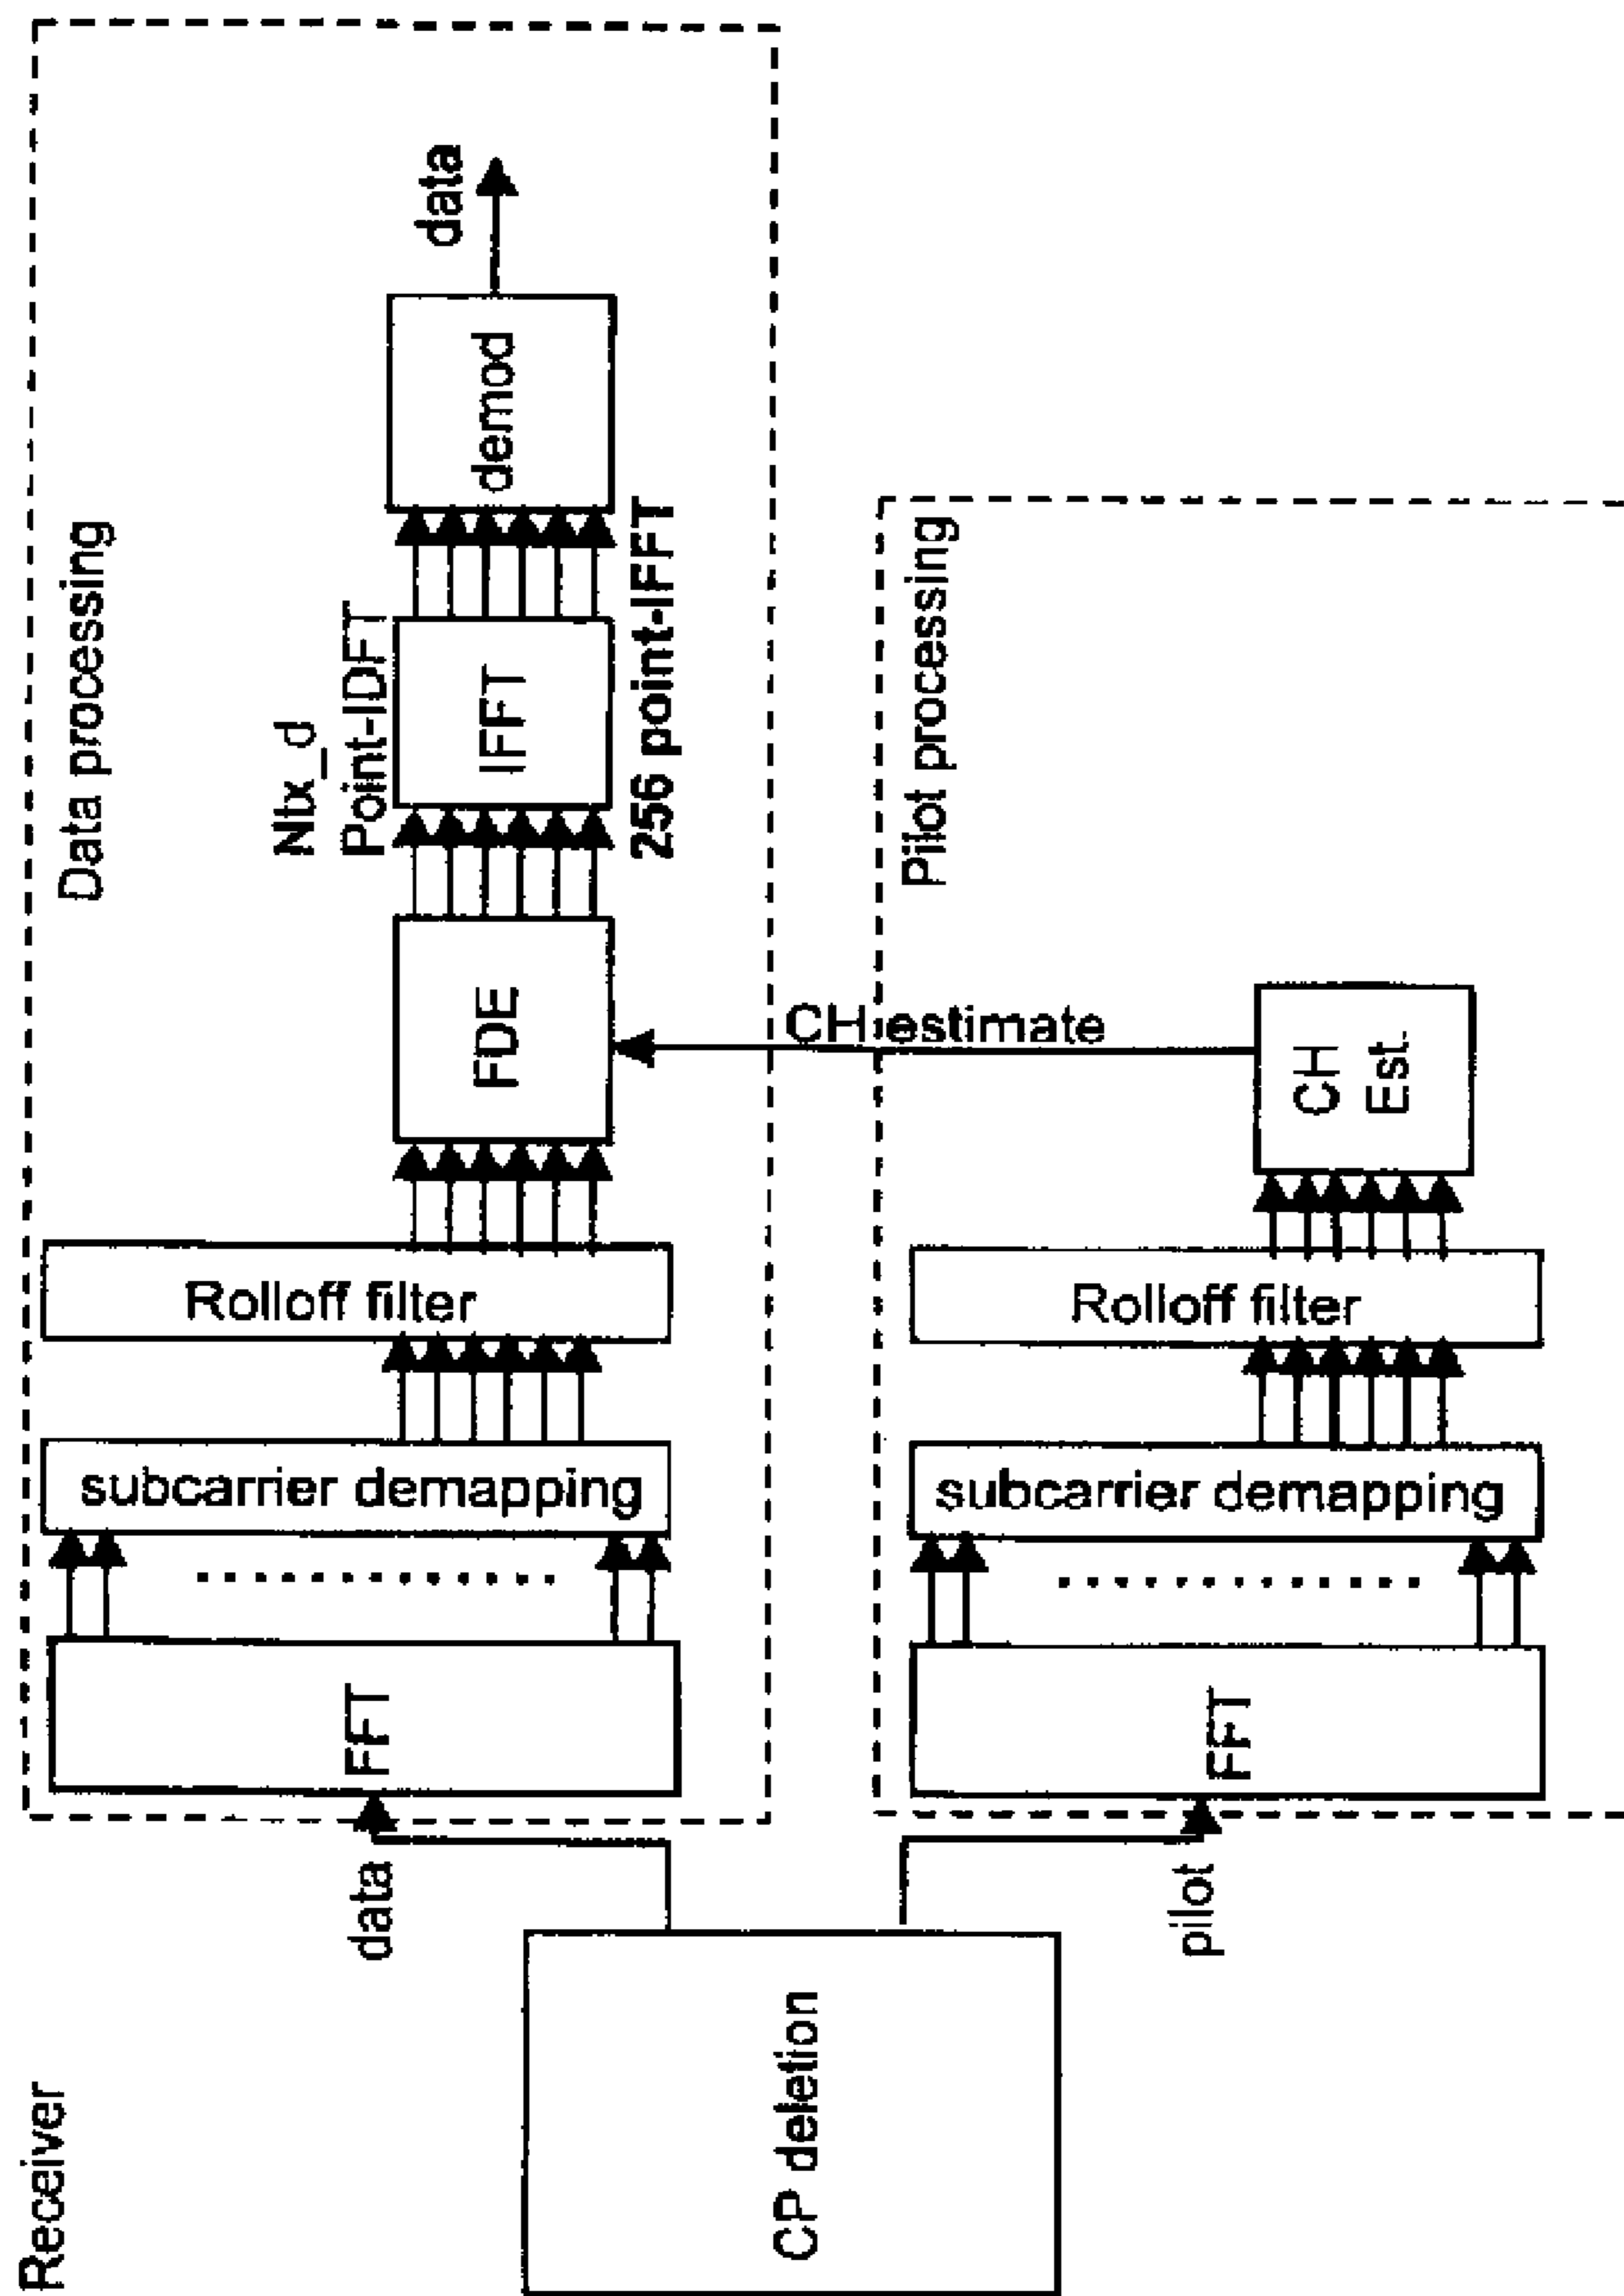 Receiver
CP deletion
data
pilot
Data processing
FFT
subcarrier demapping
Rolloff filter
FDE
Ntx_d
Point-IDFT
IFFT
256 point-IFFT
demod
data
CH estimate
Pilot processing
FFT
subcarrier demapping
Rolloff filter
CH
Est.